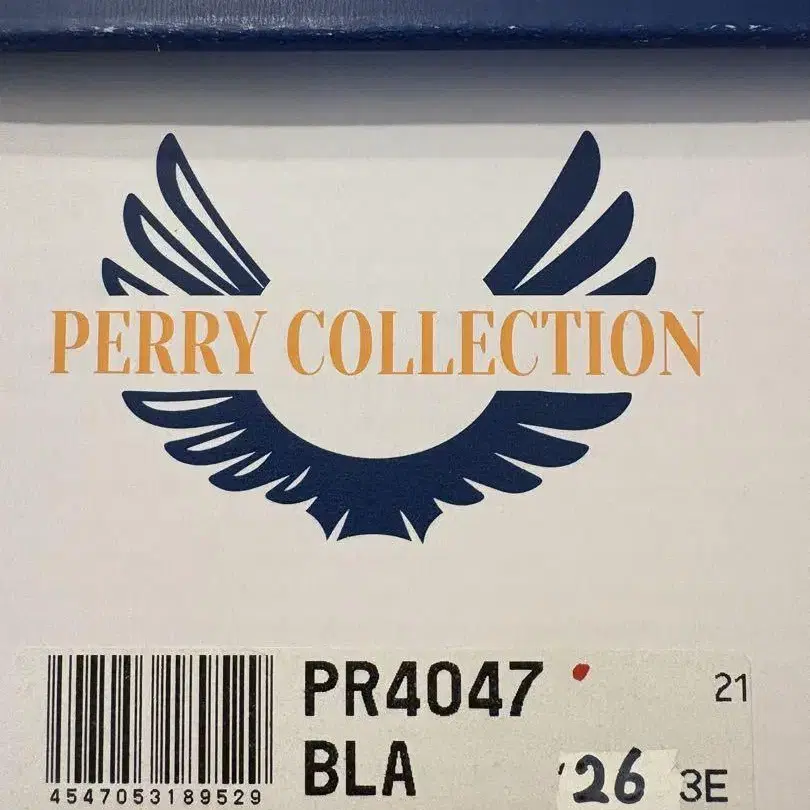 PERRY COLLECTION
PR4047 21
BLA 26 3E
4547053189529